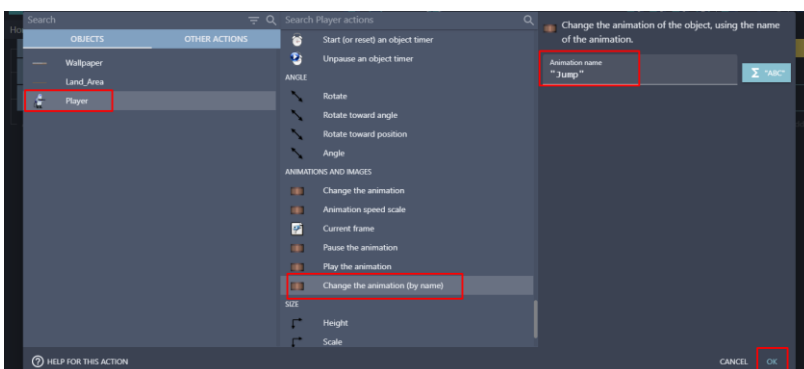 Search
OBJECTS
OTHER ACTIONS
Wallpaper
Land_Area
Player
HELP FOR THIS ACTION
Search Player actions
Start (or reset) an object timer
Unpause an object timer
ANGLE
Rotate
Rotate toward angle
Rotate toward position
Angle
ANIMATIONS AND IMAGES
Change the animation
Animation speed scale
Current frame
Pause the animation
Play the animation
Change the animation (by name)
SIZE
Height
Scale
Change the animation of the object, using the name
of the animation.
Animation name
"Jump"
Σ "ABC"
CANCEL
OK